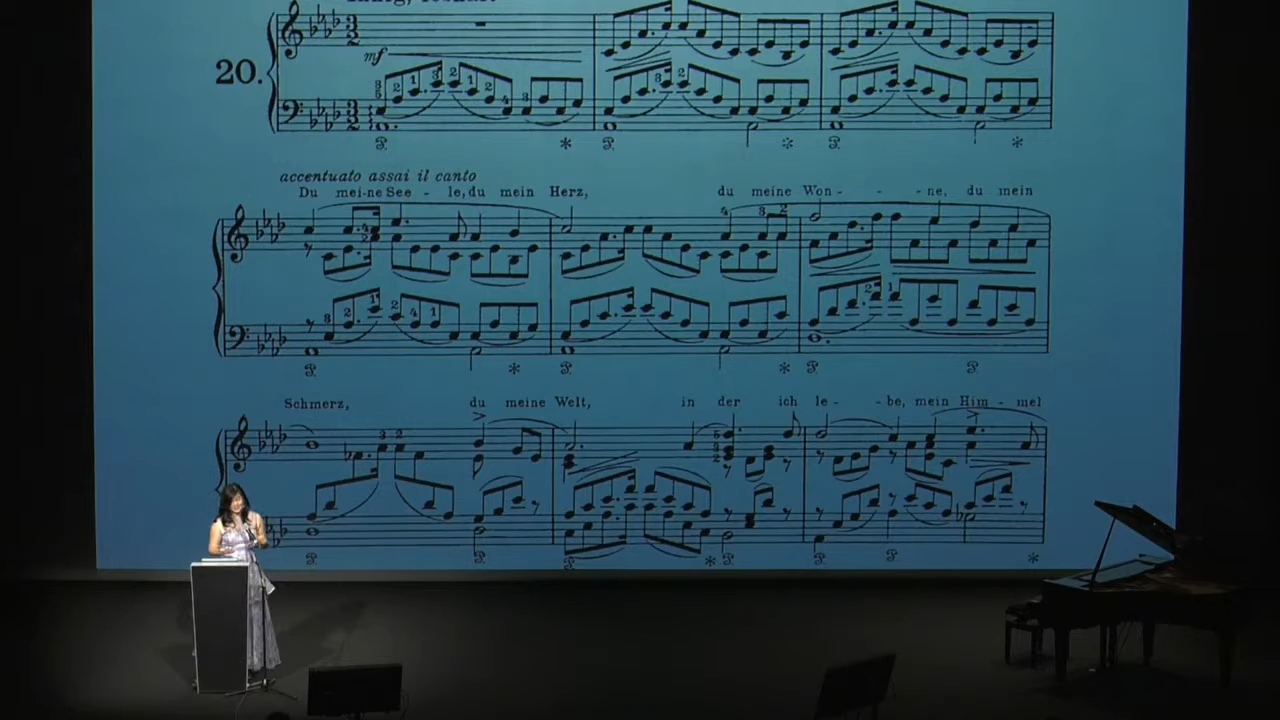 20.
mf
accentuato assai il canto
Du mei-ne See - le, du mein Herz, du meine Won - - ne, du mein
Schmerz, du meine Welt, in der ich le - - be, mein Him - mel